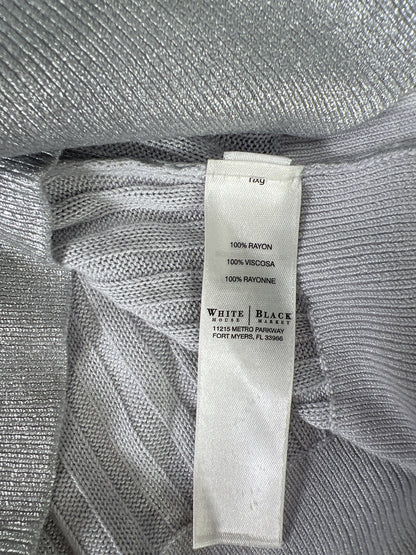 100% RAYON
100% VISCOSA
100% RAYONNE
WHITE | BLACK
HOUSE | MARKET
11215 METRO PARKWAY
FORT MYERS, FL 33966